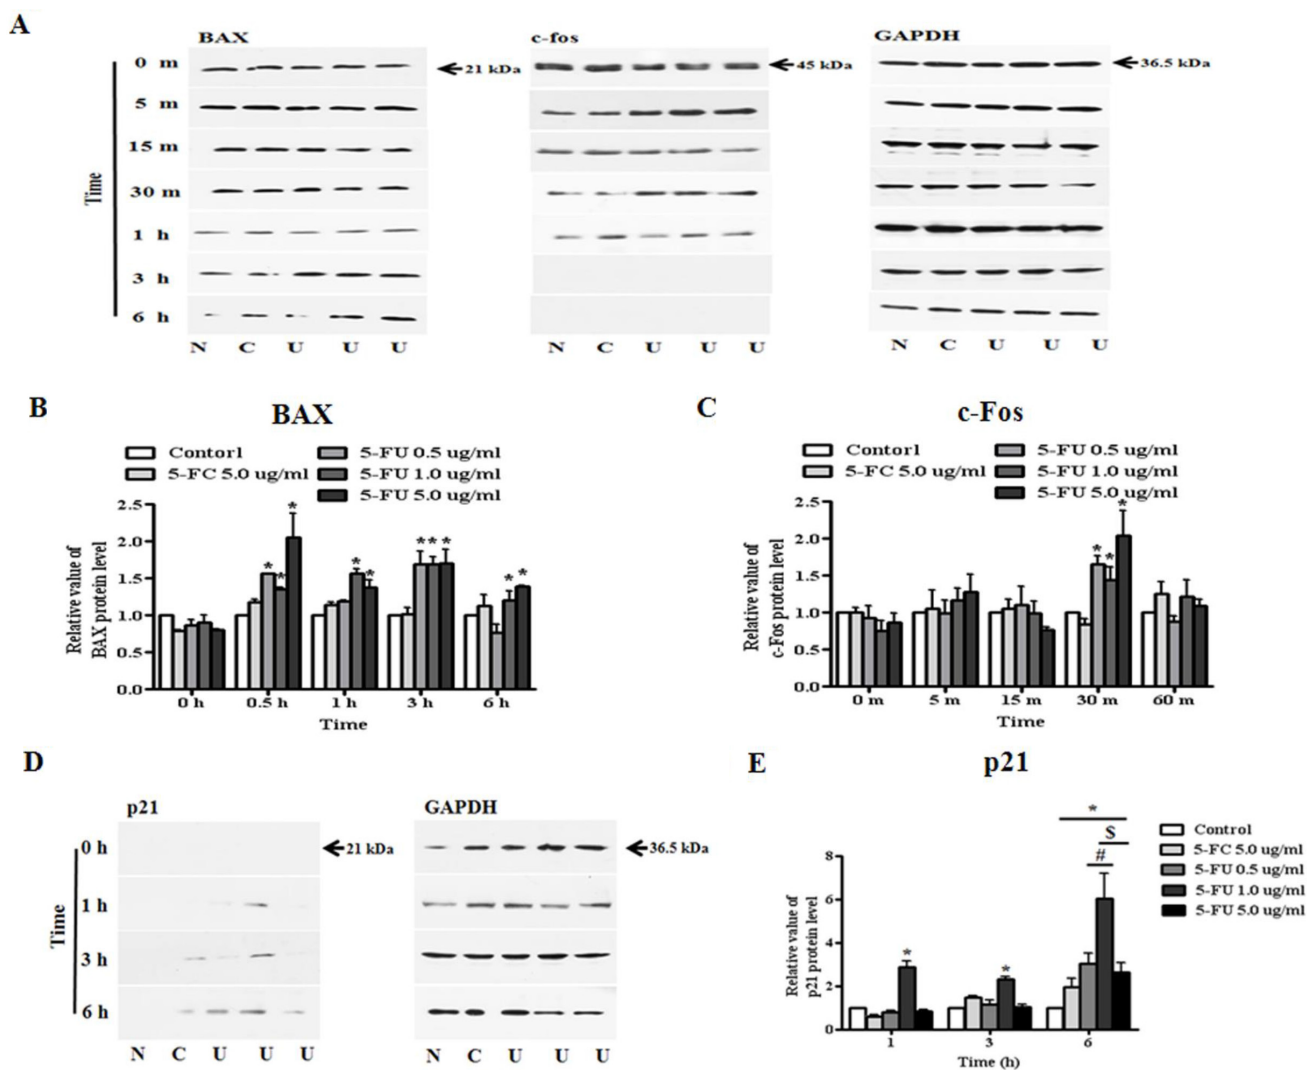 A
BAX
c-fos
GAPDH
0 m
21 kDa
45 kDa
36.5 kDa
5 m
15 m
30 m
1 h
3 h
6 h
Time
N C U U U
N C U U U
N C U U U
B
BAX
Contorl
5-FC 5.0 ug/ml
5-FU 0.5 ug/ml
5-FU 1.0 ug/ml
5-FU 5.0 ug/ml
Relative value of
BAX protein level
2.5
2.0
1.5
1.0
0.5
0.0
* * * * * * * * * *
0 h 0.5 h 1 h 3 h 6 h
Time
C
c-Fos
Contorl
5-FC 5.0 ug/ml
5-FU 0.5 ug/ml
5-FU 1.0 ug/ml
5-FU 5.0 ug/ml
Relative value of
c-Fos protein level
2.5
2.0
1.5
1.0
0.5
0.0
* * *
0 m 5 m 15 m 30 m 60 m
Time
D
p21
GAPDH
0 h
21 kDa
36.5 kDa
1 h
3 h
6 h
Time
N C U U U
N C U U U
E
p21
Control
5-FC 5.0 ug/ml
5-FU 0.5 ug/ml
5-FU 1.0 ug/ml
5-FU 5.0 ug/ml
Relative value of
p21 protein level
8
6
4
2
0
*
$
#
* *
1 3 6
Time (h)